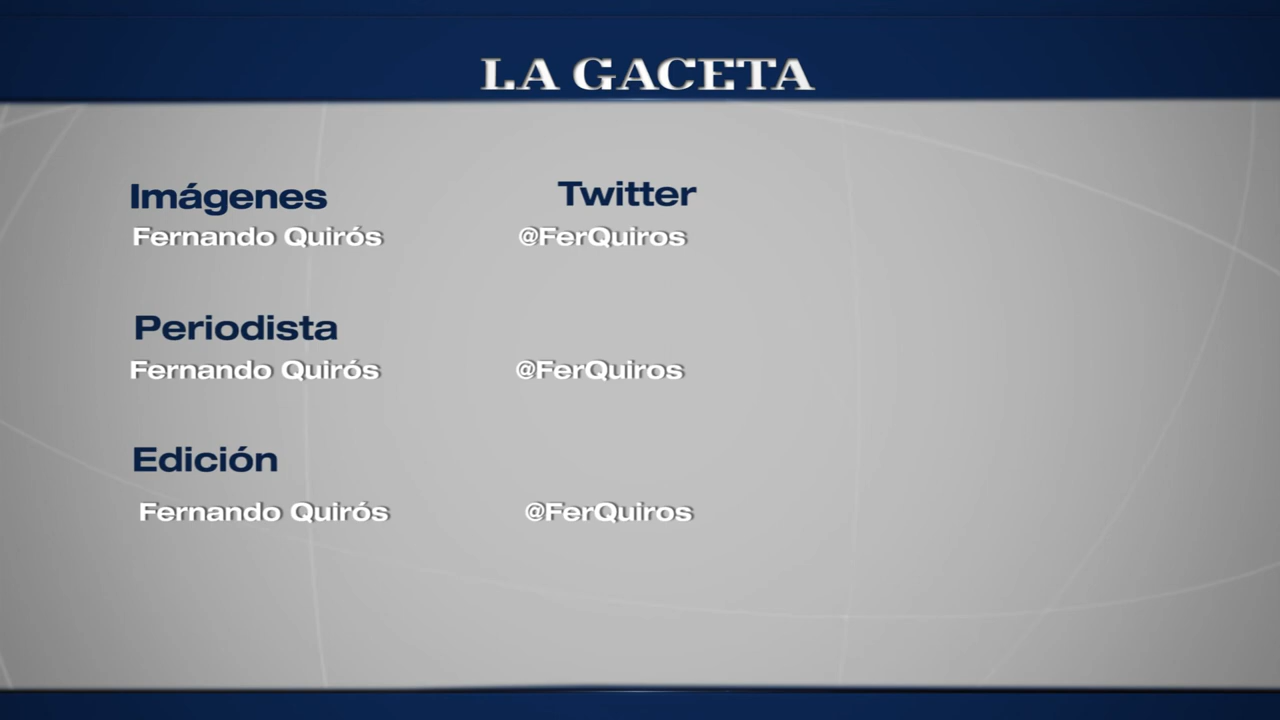 LA GACETA
Imágenes Twitter
Fernando Quirós @FerQuiros
Periodista
Fernando Quirós @FerQuiros
Edición
Fernando Quirós @FerQuiros